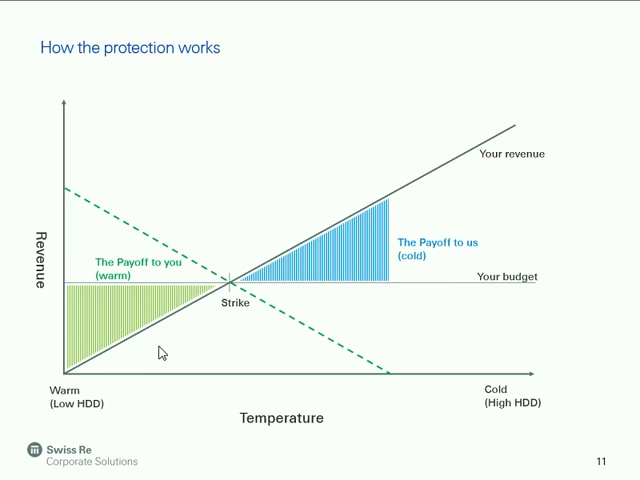 How the protection works
Your revenue
The Payoff to us
(cold)
The Payoff to you
(warm)
Revenue
Your budget
Strike
Warm
(Low HDD)
Cold
(High HDD)
Temperature
Swiss Re
Corporate Solutions
11